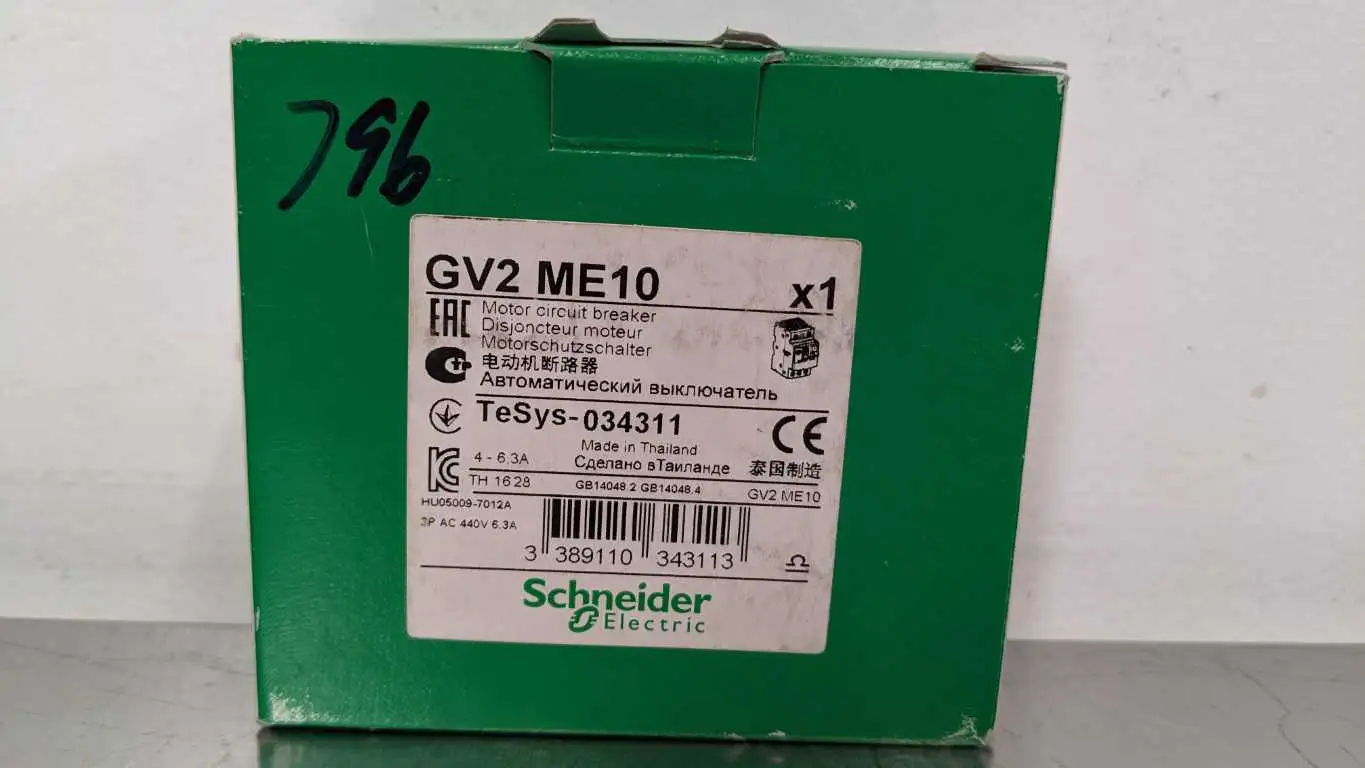 796
GV2 ME10 x1
EAC Motor circuit breaker
Disjoncteur moteur
Motorschutzschalter
电动机断路器
Автоматический выключатель
TeSys-034311
CE
Made in Thailand
Сделано вТаиланде 泰国制造
4 - 6,3A
TH 16 28 GB14048.2 GB14048.4 GV2 ME10
HU05009-7012A
3P AC 440V 6.3A
3 389110 343113
Schneider
Electric